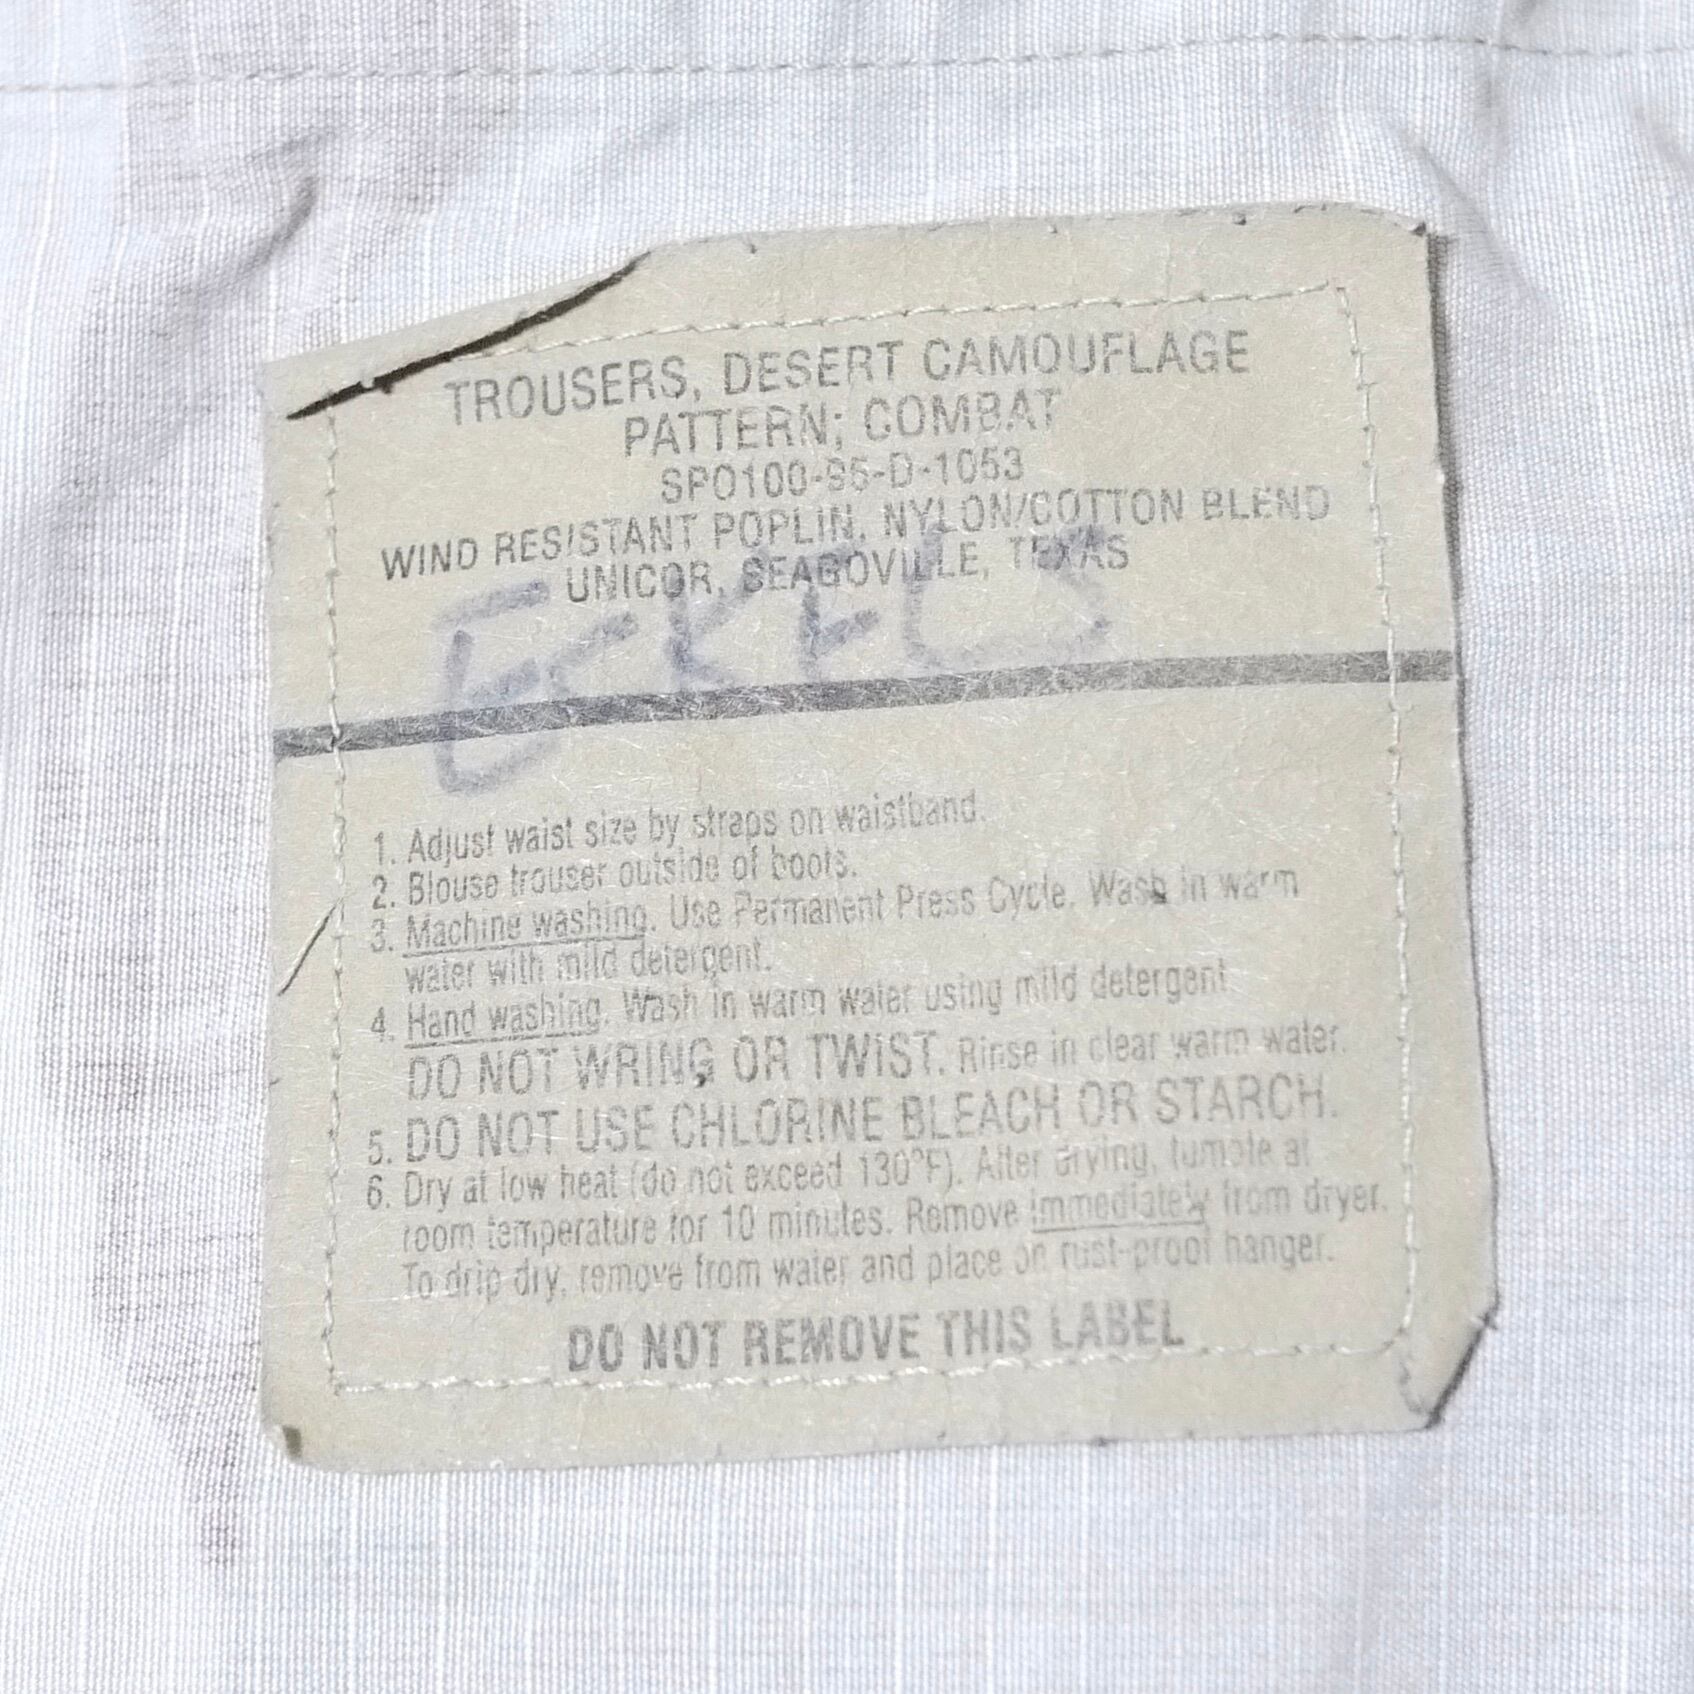 TROUSERS, DESERT CAMOUFLAGE
PATTERN; COMBAT
SPO100-95-D-1053
WIND RESISTANT POPLIN, NYLON/COTTON BLEND
UNICOR, SEAGOVILLE, TEXAS
1. Adjust waist size by straps on waistband.
2. Blouse trouser outside of boots.
3. Machine washing. Use Permanent Press Cycle. Wash in warm
water with mild detergent.
4. Hand washing. Wash in warm water using mild detergent
DO NOT WRING OR TWIST. Rinse in clear warm water.
5. DO NOT USE CHLORINE BLEACH OR STARCH.
6. Dry at low heat (do not exceed 130°F). After drying, tumble at
room temperature for 10 minutes. Remove immediately from dryer.
To drip dry, remove from water and place on rust-proof hanger.
DO NOT REMOVE THIS LABEL